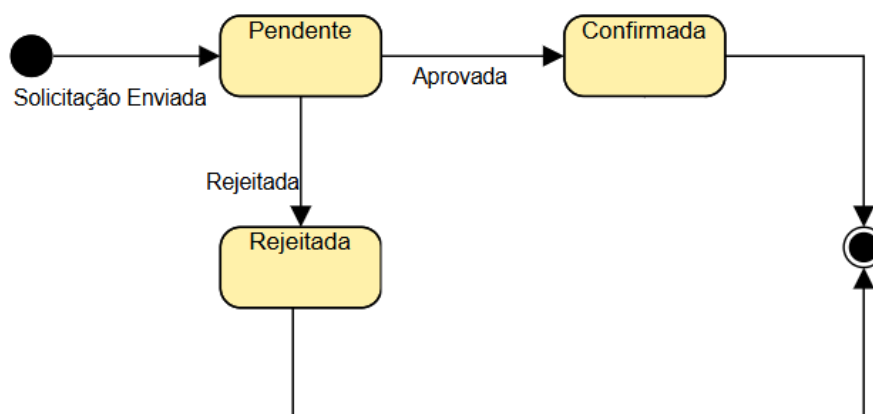 Pendente
Confirmada
Aprovada
Solicitação Enviada
Rejeitada
Rejeitada